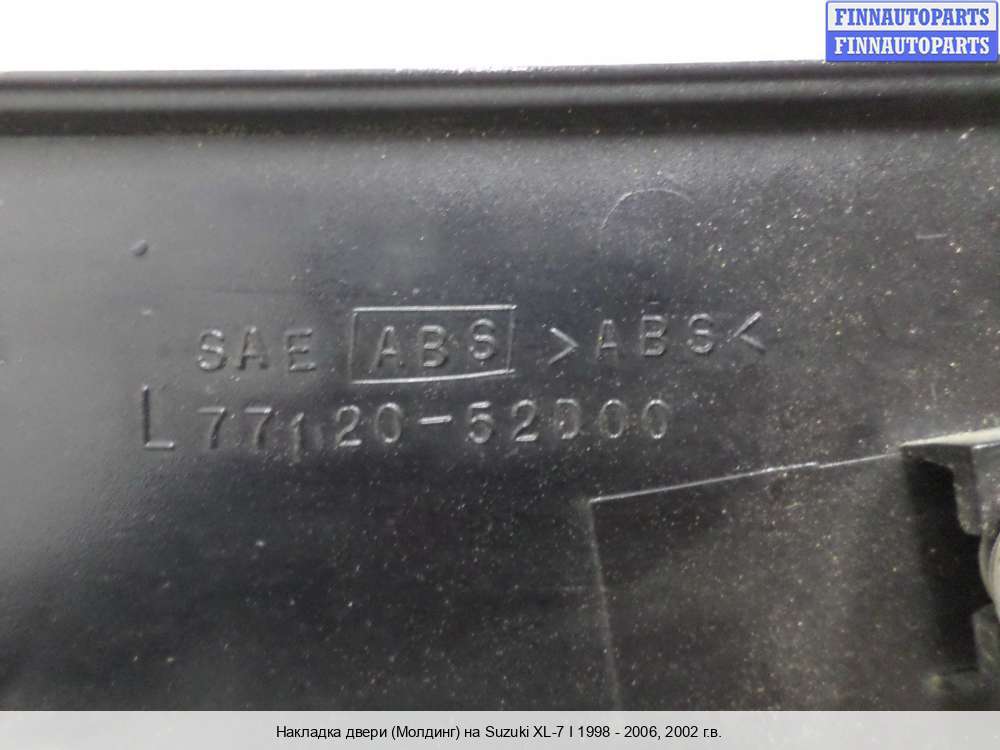 FINNAUTOPARTS
FINNAUTOPARTS
SAE ABS >ABS<
L 77120-52D00
Накладка двери (Молдинг) на Suzuki XL-7 I 1998 - 2006, 2002 г.в.